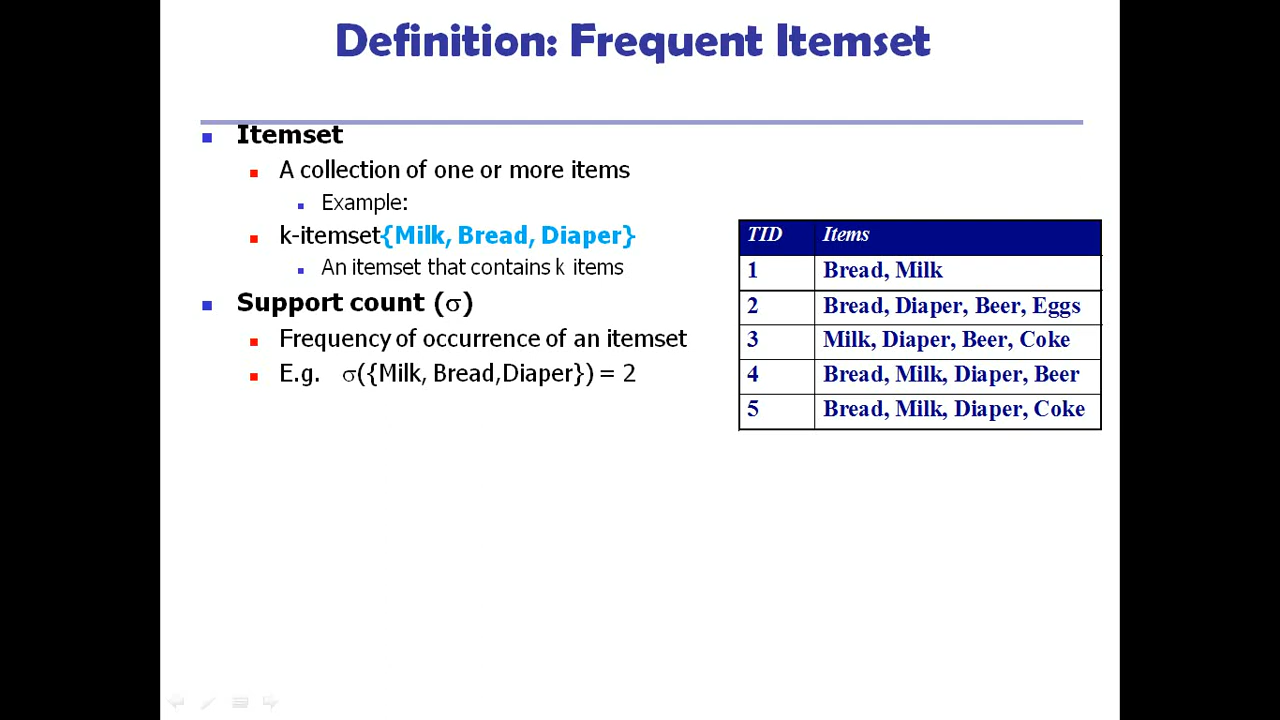 Definition: Frequent Itemset
Itemset
A collection of one or more items
Example:
k-itemset{Milk, Bread, Diaper}
An itemset that contains k items
Support count (σ)
Frequency of occurrence of an itemset
E.g. σ({Milk, Bread,Diaper}) = 2
TID Items
1 Bread, Milk
2 Bread, Diaper, Beer, Eggs
3 Milk, Diaper, Beer, Coke
4 Bread, Milk, Diaper, Beer
5 Bread, Milk, Diaper, Coke